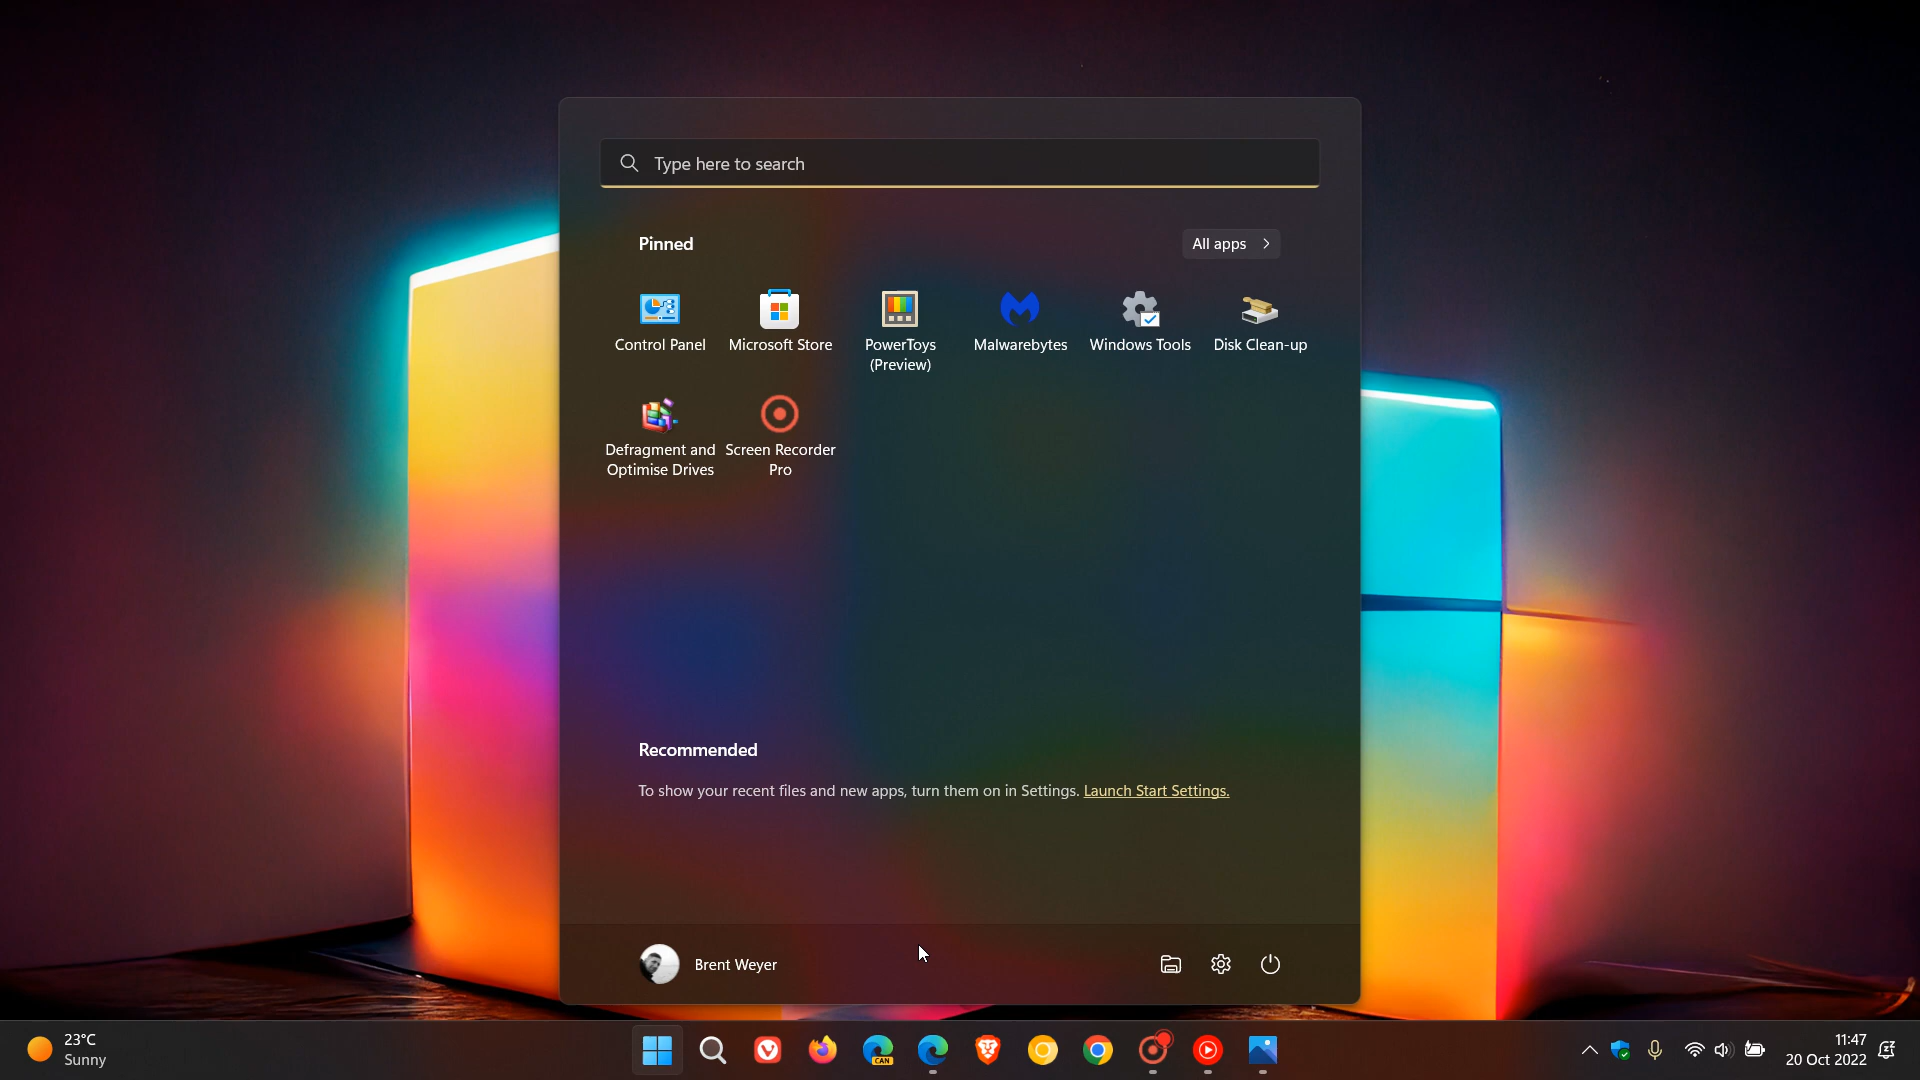 Type here to search
Pinned
All apps
Control Panel
Microsoft Store
PowerToys
(Preview)
Malwarebytes
Windows Tools
Disk Clean-up
Defragment and
Optimise Drives
Screen Recorder
Pro
Recommended
To show your recent files and new apps, turn them on in Settings. Launch Start Settings.
Brent Weyer
23°C
Sunny
CAN
11:47
20 Oct 2022